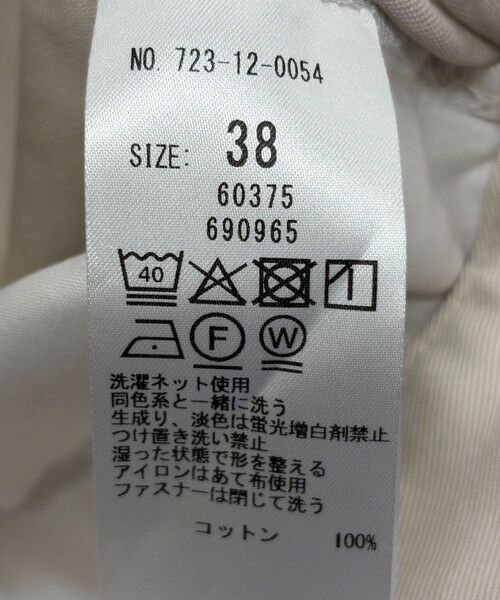 NO. 723-12-0054
SIZE: 38
60375
690965
40
F W
洗濯ネット使用
同色系と一緒に洗う
生成り、淡色は蛍光増白剤禁止
つけ置き洗い禁止
湿った状態で形を整える
アイロンはあて布使用
ファスナーは閉じて洗う
コットン 100%